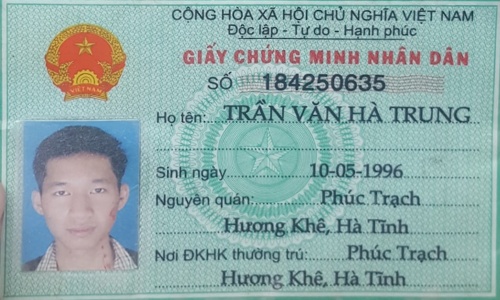 CỘNG HÒA XÃ HỘI CHỦ NGHĨA VIỆT NAM
Độc lập - Tự do - Hạnh phúc
GIẤY CHỨNG MINH NHÂN DÂN
SỐ 184250635
Họ tên: TRẦN VĂN HÀ TRUNG
Sinh ngày 10-05-1996
Nguyên quán: Phúc Trạch
Hương Khê, Hà Tĩnh
Nơi ĐKHK thường trú: Phúc Trạch
Hương Khê, Hà Tĩnh
VIỆT NAM